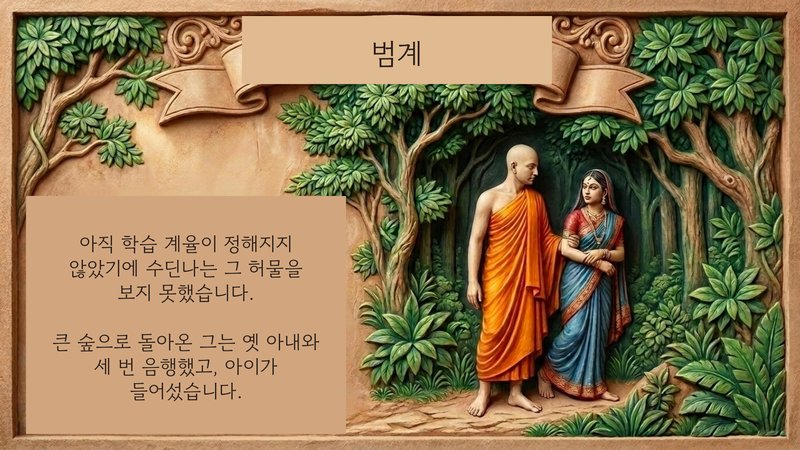 범계
아직 학습 계율이 정해지지
않았기에 수딘나는 그 허물을
보지 못했습니다.
큰 숲으로 돌아온 그는 옛 아내와
세 번 음행했고, 아이가
들어섰습니다.